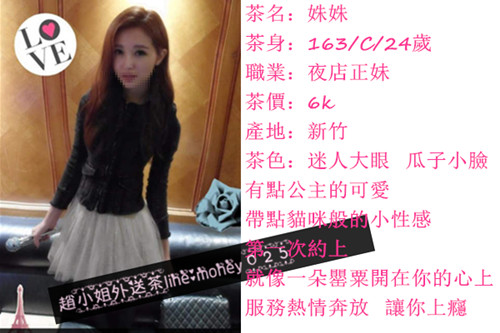 LOVE
茶名：姝姝
茶身：163/C/24歲
職業：夜店正妹
茶價：6k
產地：新竹
茶色：迷人大眼 瓜子小臉
有點公主的可愛
帶點貓咪般的小性感
第一次約上
就像一朵罌粟開在你的心上
服務熱情奔放 讓你上癮
趙小姐外送茶line♥money025